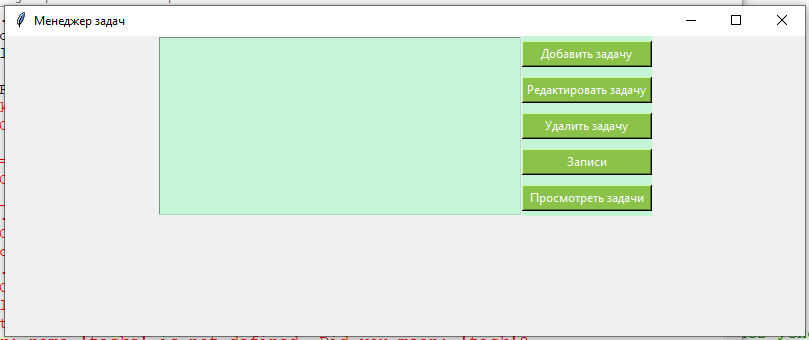 Менеджер задач
Добавить задачу
Редактировать задачу
Удалить задачу
Записи
Просмотреть задачи